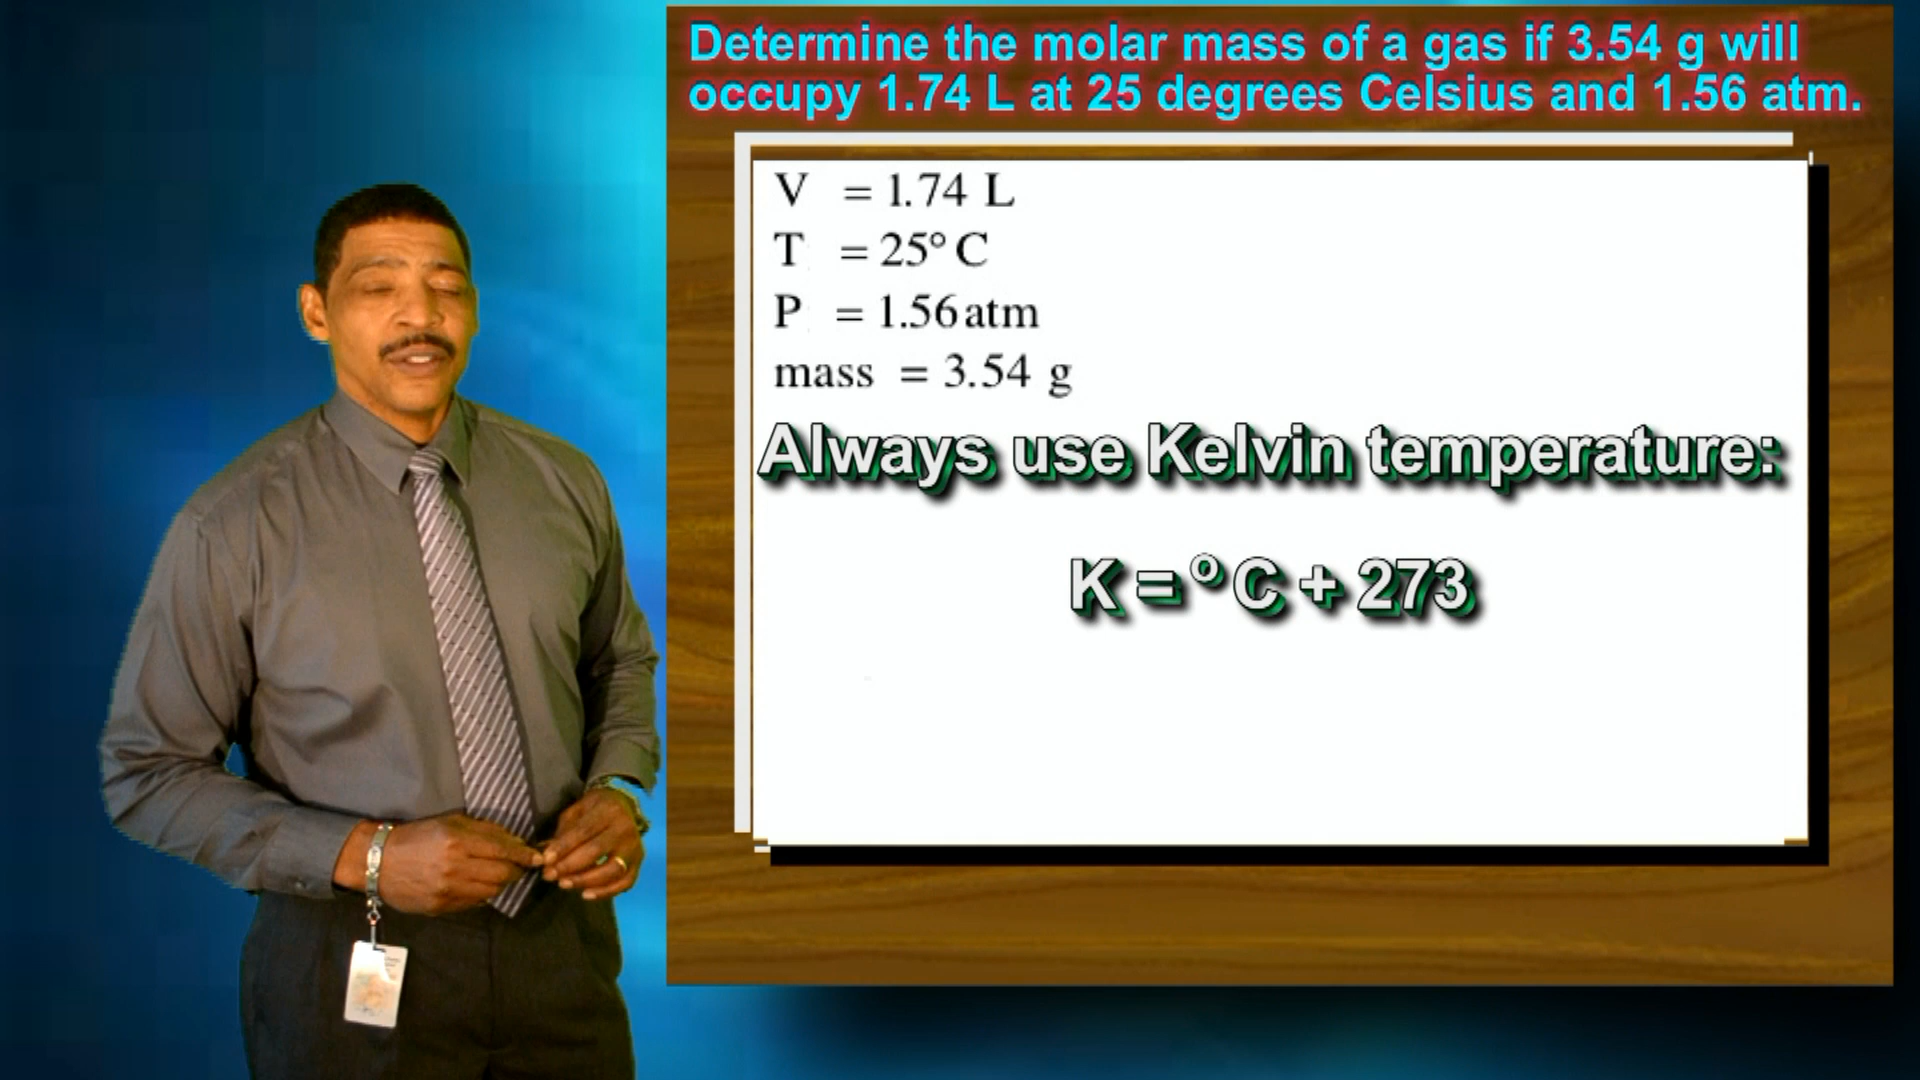 Determine the molar mass of a gas if 3.54 g will
occupy 1.74 L at 25 degrees Celsius and 1.56 atm.
V = 1.74 L
T = 25° C
P = 1.56 atm
mass = 3.54 g
Always use Kelvin temperature:
K = º C + 273